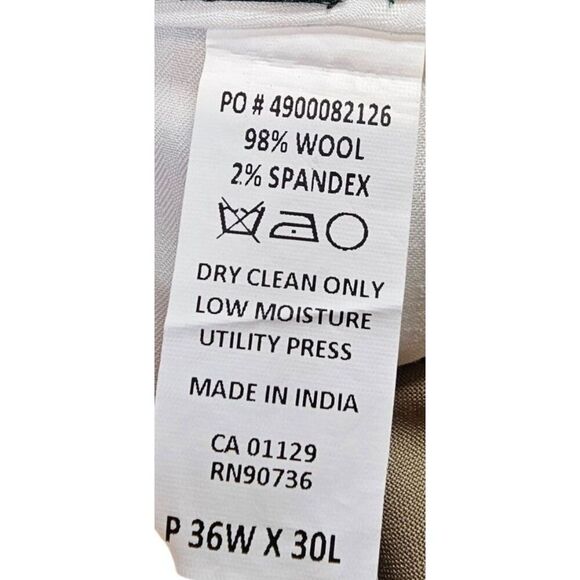 PO # 4900082126
98% WOOL
2% SPANDEX
DRY CLEAN ONLY
LOW MOISTURE
UTILITY PRESS
MADE IN INDIA
CA 01129
RN90736
P 36W X 30L